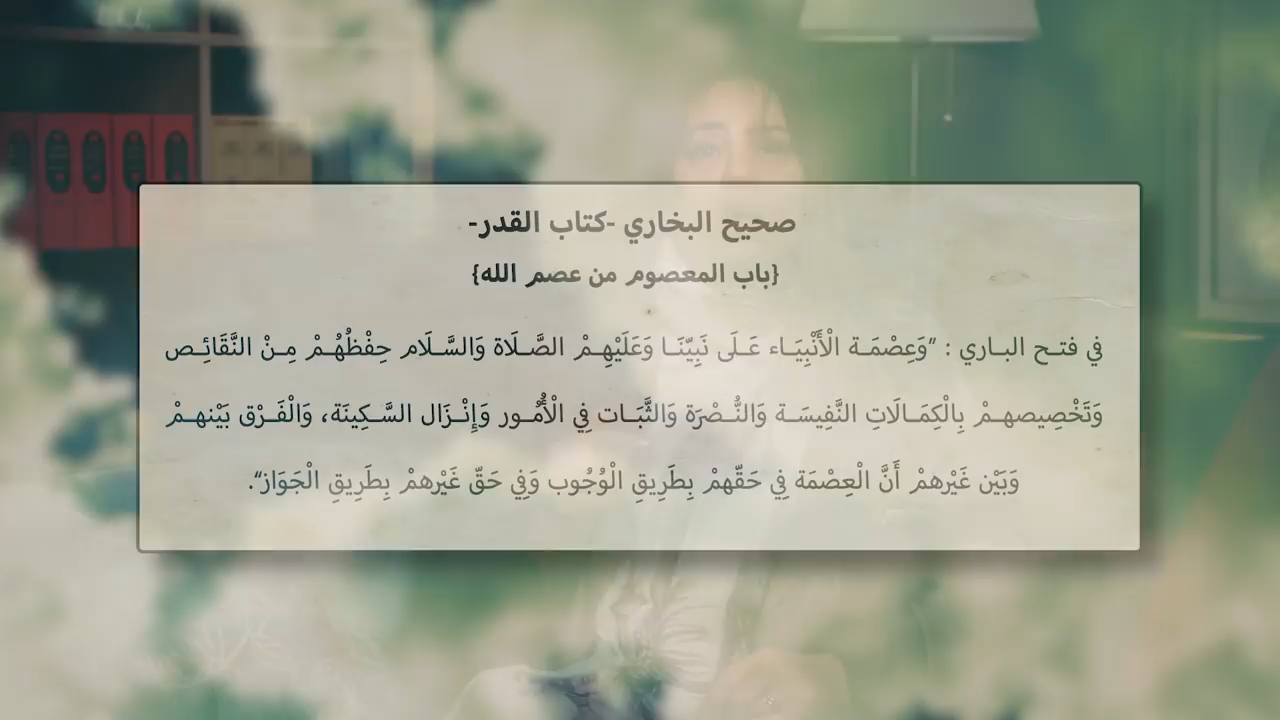 صحيح البخاري -كتاب القدر-
{باب المعصوم من عصم الله}
في فتح الباري : "وَعِصْمَة الْأَنْبِيَاء عَلَى نَبِيّنَا وَعَلَيْهِمْ الصَّلَاة وَالسَّلَام حِفْظُهُمْ مِنْ النَّقَائِص
وَتَخْصِيصهمْ بِالْكِمَالَاتِ النَّفِيسَة وَالنُّصْرَة وَالثَّبَات فِي الْأُمُور وَإِنْزَال السَّكِينَة، وَالْفَرْق بَيْنهمْ
وَبَيْن غَيْرهمْ أَنَّ الْعِصْمَة فِي حَقّهمْ بِطَرِيقِ الْوُجُوب وَفِي حَقّ غَيْرهمْ بِطَرِيقِ الْجَوَاز".